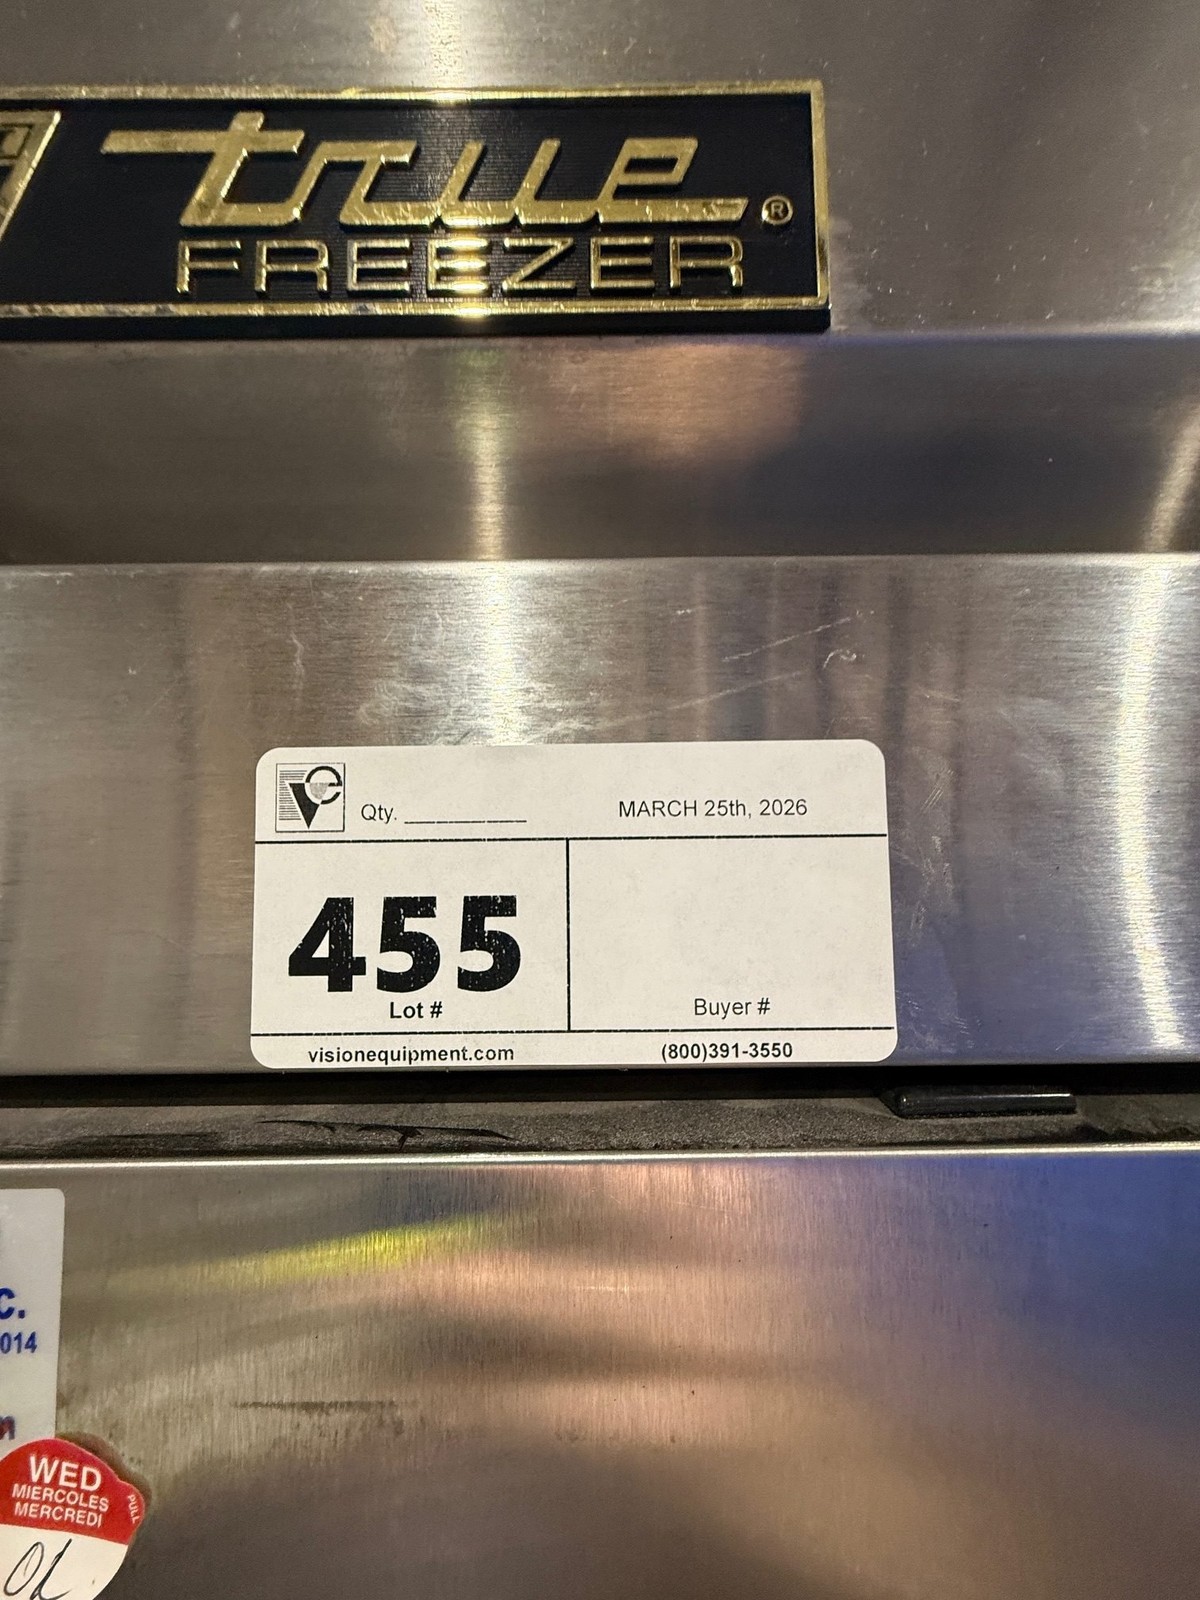 true®
FREEZER
Qty. __________ MARCH 25th, 2026
455
Lot #
Buyer #
visionequipment.com (800)391-3550
c.
014
WED
MIERCOLES
MERCREDI
PULL